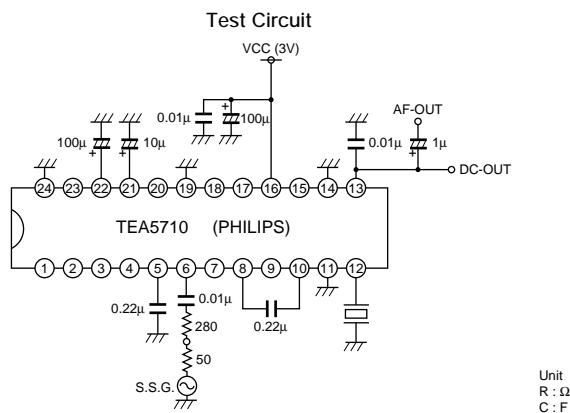 Test Circuit
VCC (3V)
AF-OUT
0.01μ
100μ
0.01μ
1μ
100μ
10μ
DC-OUT
24 23 22 21 20 19 18 17 16 15 14 13
TEA5710 (PHILIPS)
1 2 3 4 5 6 7 8 9 10 11 12
0.22μ
0.01μ
0.22μ
280
50
S.S.G.
Unit
R : Ω
C : F